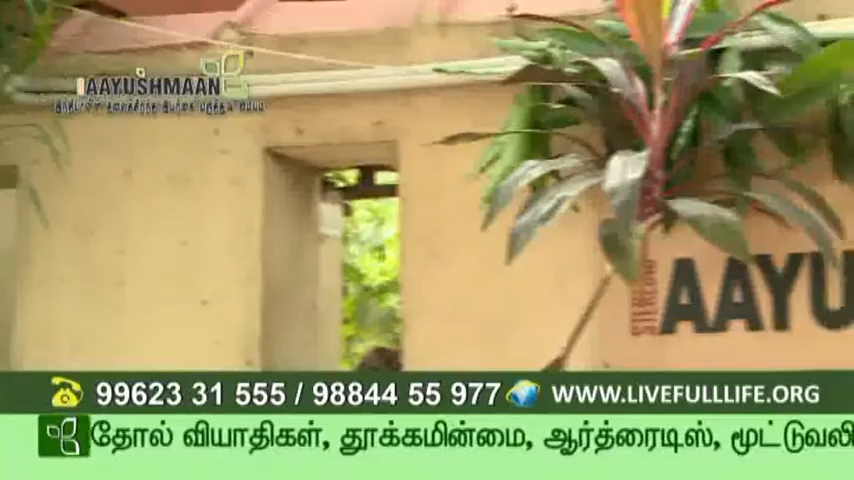 AAYUSHMAAN
AAYU
99623 31 555 / 98844 55 977 WWW.LIVEFULLLIFE.ORG
தோல் வியாதிகள், தூக்கமின்மை, ஆர்த்ரைடிஸ், மூட்டுவலி